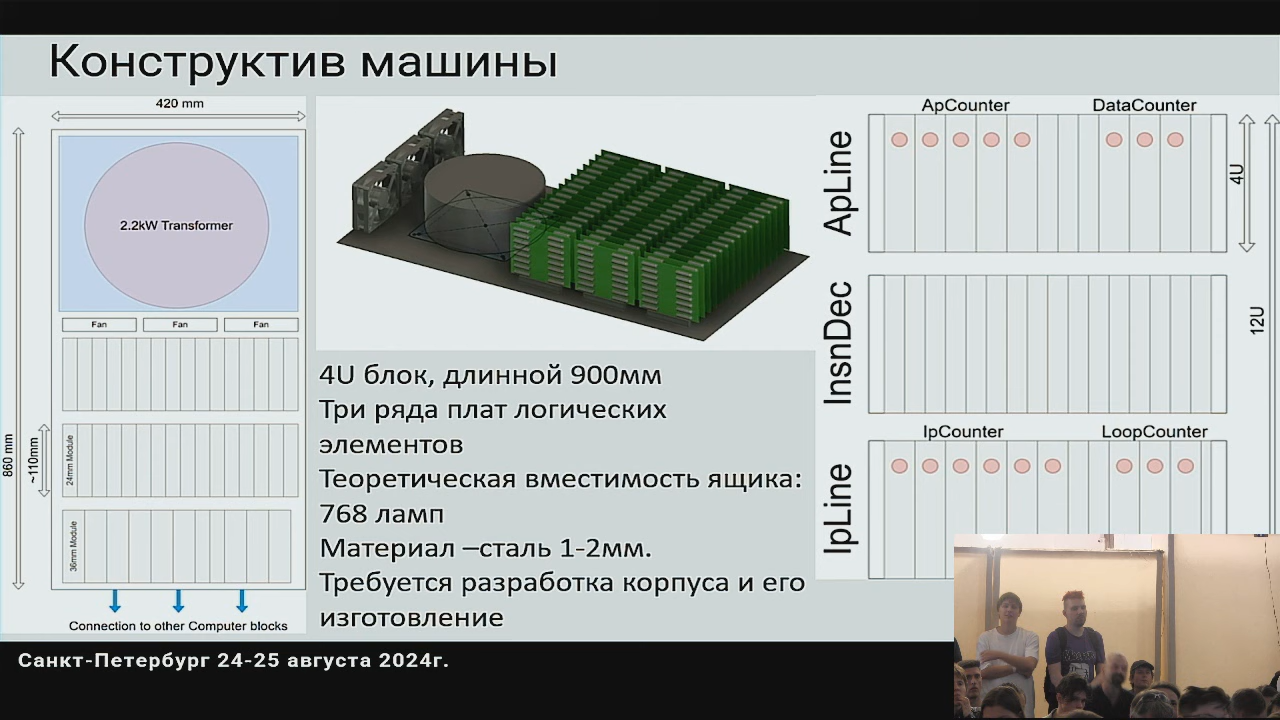 Конструктив машины
420 mm
2.2kW Transformer
Fan
Fan
Fan
24mm Module
36mm Module
860 mm
~110mm
Connection to other Computer blocks
4U блок, длинной 900мм
Три ряда плат логических
элементов
Теоретическая вместимость ящика:
768 ламп
Материал –сталь 1-2мм.
Требуется разработка корпуса и его
изготовление
ApCounter
DataCounter
ApLine
4U
InsnDec
12U
IpCounter
LoopCounter
IpLine
Санкт-Петербург 24-25 августа 2024г.